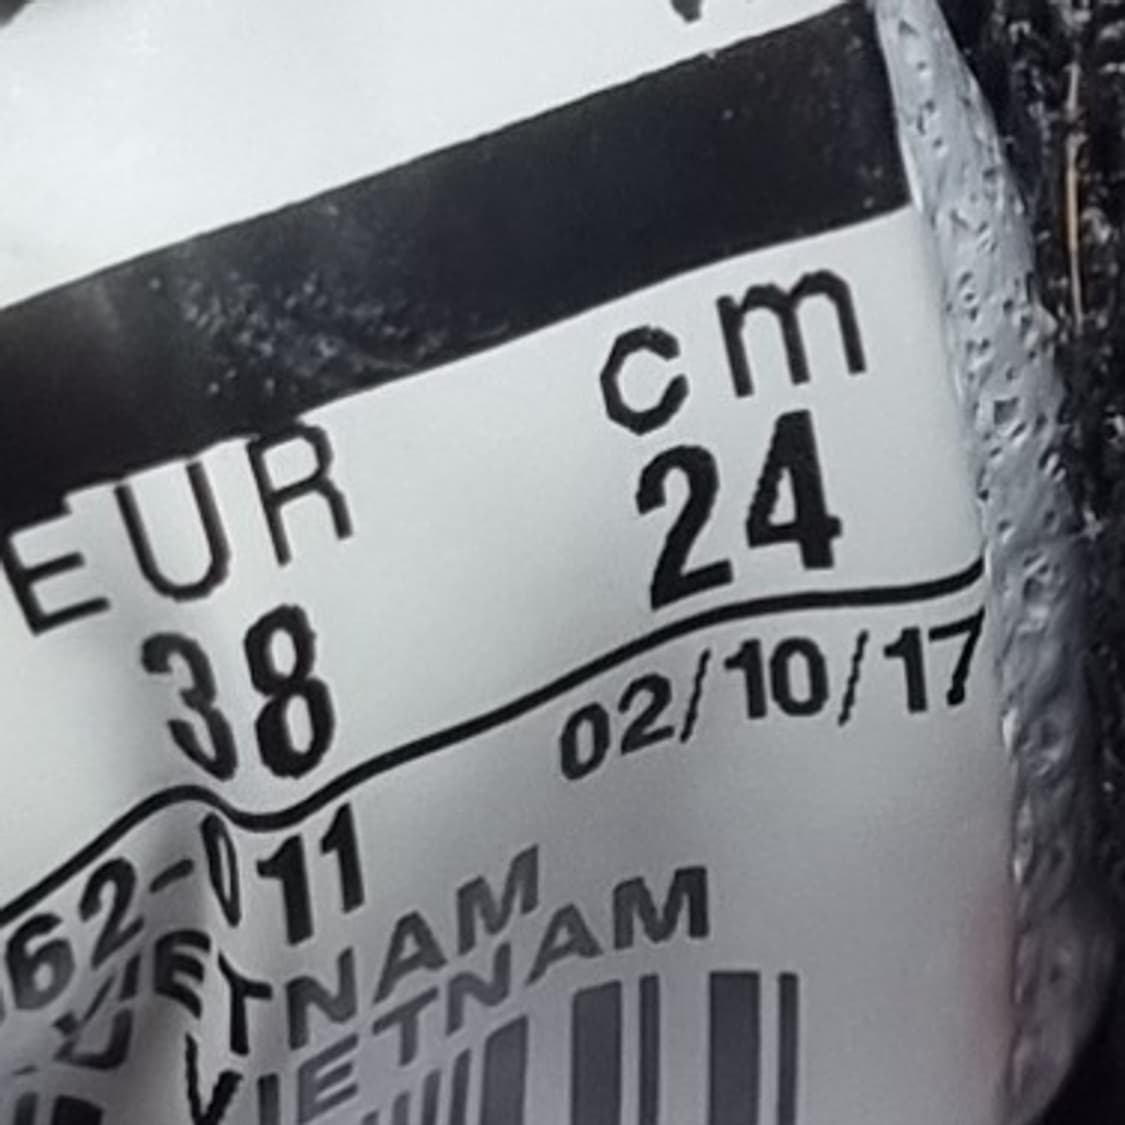 EUR cm
38 24
02/10/17
62-011
VIETNAM
VIETNAM